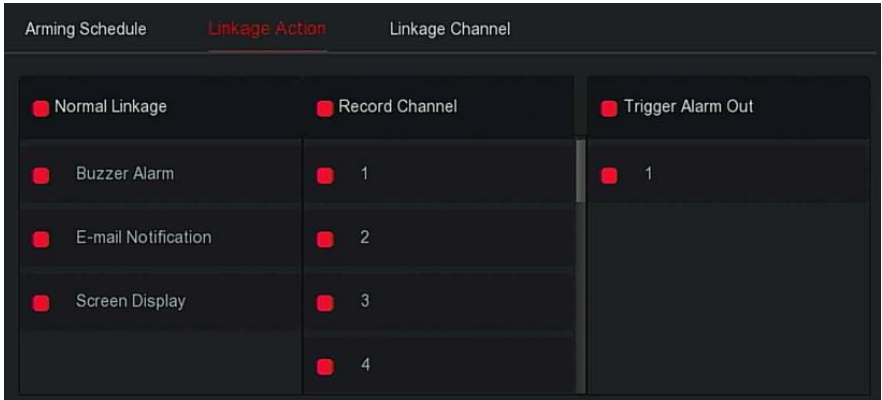 Arming Schedule Linkage Action Linkage Channel
Normal Linkage Record Channel Trigger Alarm Out
Buzzer Alarm 1 1
E-mail Notification 2
Screen Display 3
4